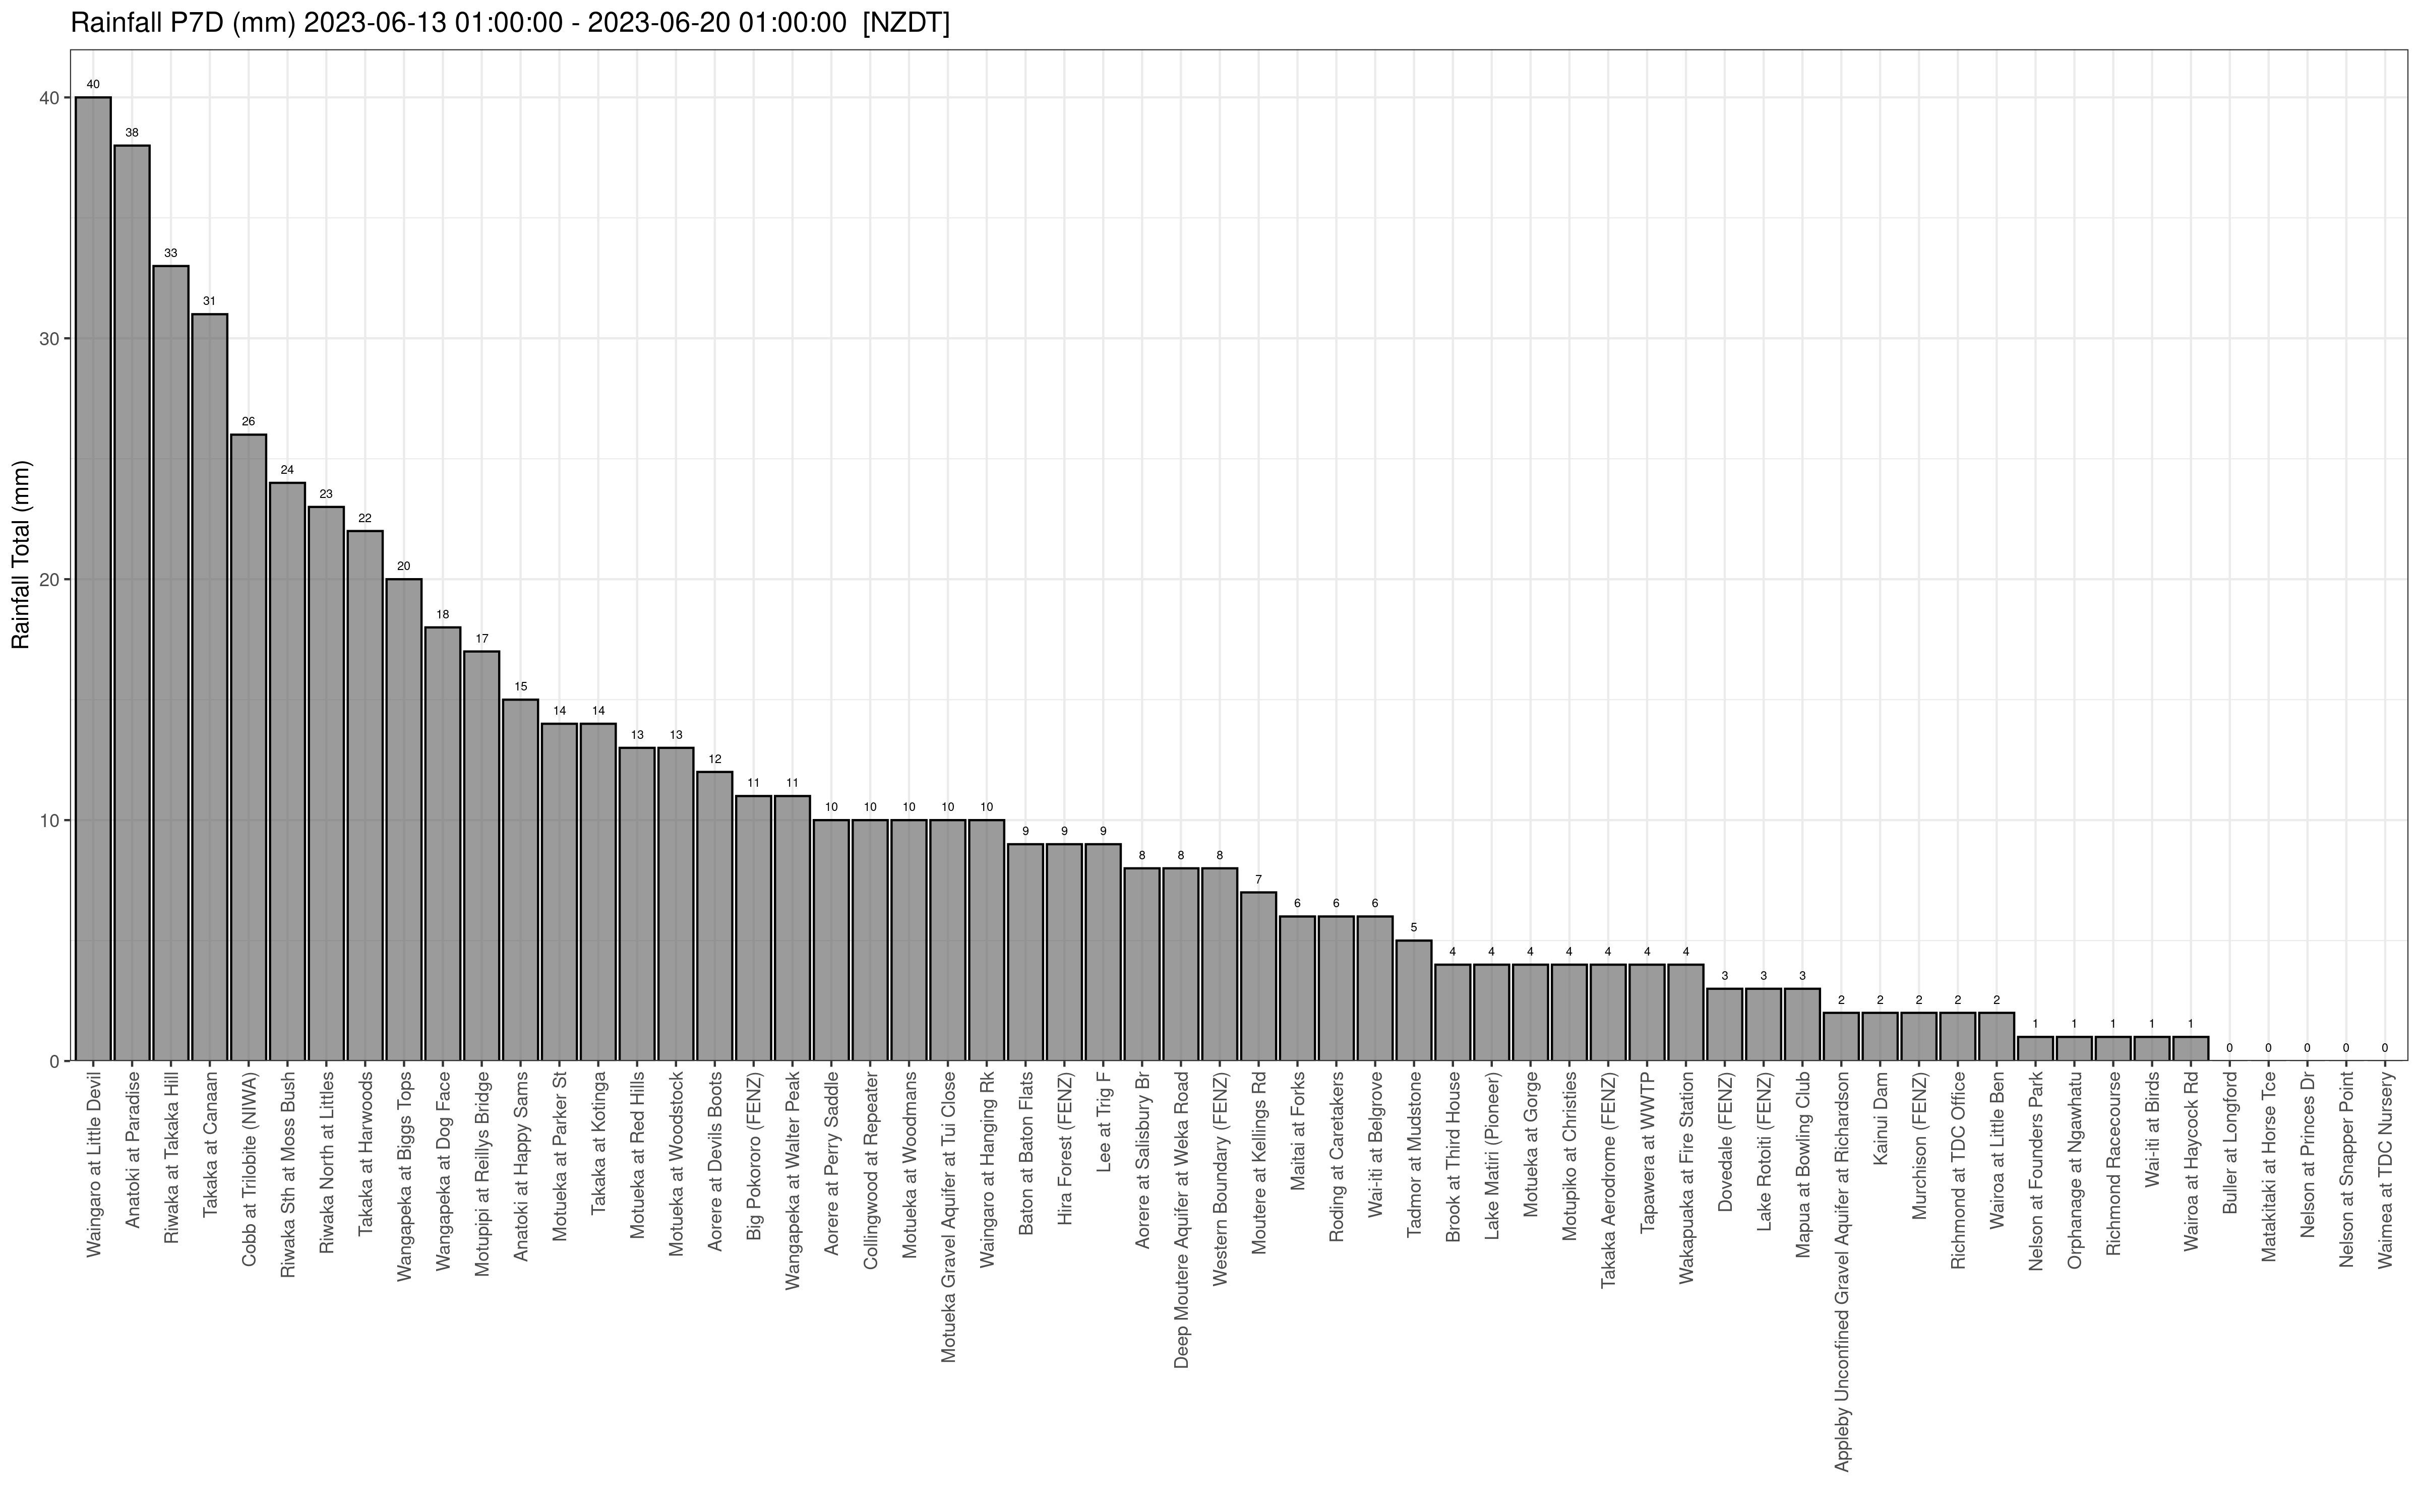 Rainfall P7D (mm) 2023-06-13 01:00:00 - 2023-06-20 01:00:00 [NZDT]
Rainfall Total (mm)
40
30
20
10
0
40
38
33
31
26
24
23
22
20
18
17
15
14
14
13
13
12
11
11
10
10
10
10
10
9
9
9
8
8
8
7
6
6
6
5
4
4
4
4
4
4
4
3
3
3
2
2
2
2
2
1
1
1
1
1
0
0
0
0
0
Waingaro at Little Devil
Anatoki at Paradise
Riwaka at Takaka Hill
Takaka at Canaan
Cobb at Trilobite (NIWA)
Riwaka Sth at Moss Bush
Riwaka North at Littles
Takaka at Harwoods
Wangapeka at Biggs Tops
Wangapeka at Dog Face
Motupipi at Reillys Bridge
Anatoki at Happy Sams
Motueka at Parker St
Takaka at Kotinga
Motueka at Red Hills
Motueka at Woodstock
Aorere at Devils Boots
Big Pokororo (FENZ)
Wangapeka at Walter Peak
Aorere at Perry Saddle
Collingwood at Repeater
Motueka at Woodmans
Motueka Gravel Aquifer at Tui Close
Waingaro at Hanging Rk
Baton at Baton Flats
Hira Forest (FENZ)
Lee at Trig F
Aorere at Salisbury Br
Deep Moutere Aquifer at Weka Road
Western Boundary (FENZ)
Moutere at Kellings Rd
Maitai at Forks
Roding at Caretakers
Wai-iti at Belgrove
Tadmor at Mudstone
Brook at Third House
Lake Matiri (Pioneer)
Motueka at Gorge
Motupiko at Christies
Takaka Aerodrome (FENZ)
Tapawera at WWTP
Wakapuaka at Fire Station
Dovedale (FENZ)
Lake Rotoiti (FENZ)
Mapua at Bowling Club
Appleby Unconfined Gravel Aquifer at Richardson
Kainui Dam
Murchison (FENZ)
Richmond at TDC Office
Wairoa at Little Ben
Nelson at Founders Park
Orphanage at Ngawhatu
Richmond Racecourse
Wai-iti at Birds
Wairoa at Haycock Rd
Buller at Longford
Matakitaki at Horse Tce
Nelson at Princes Dr
Nelson at Snapper Point
Waimea at TDC Nursery